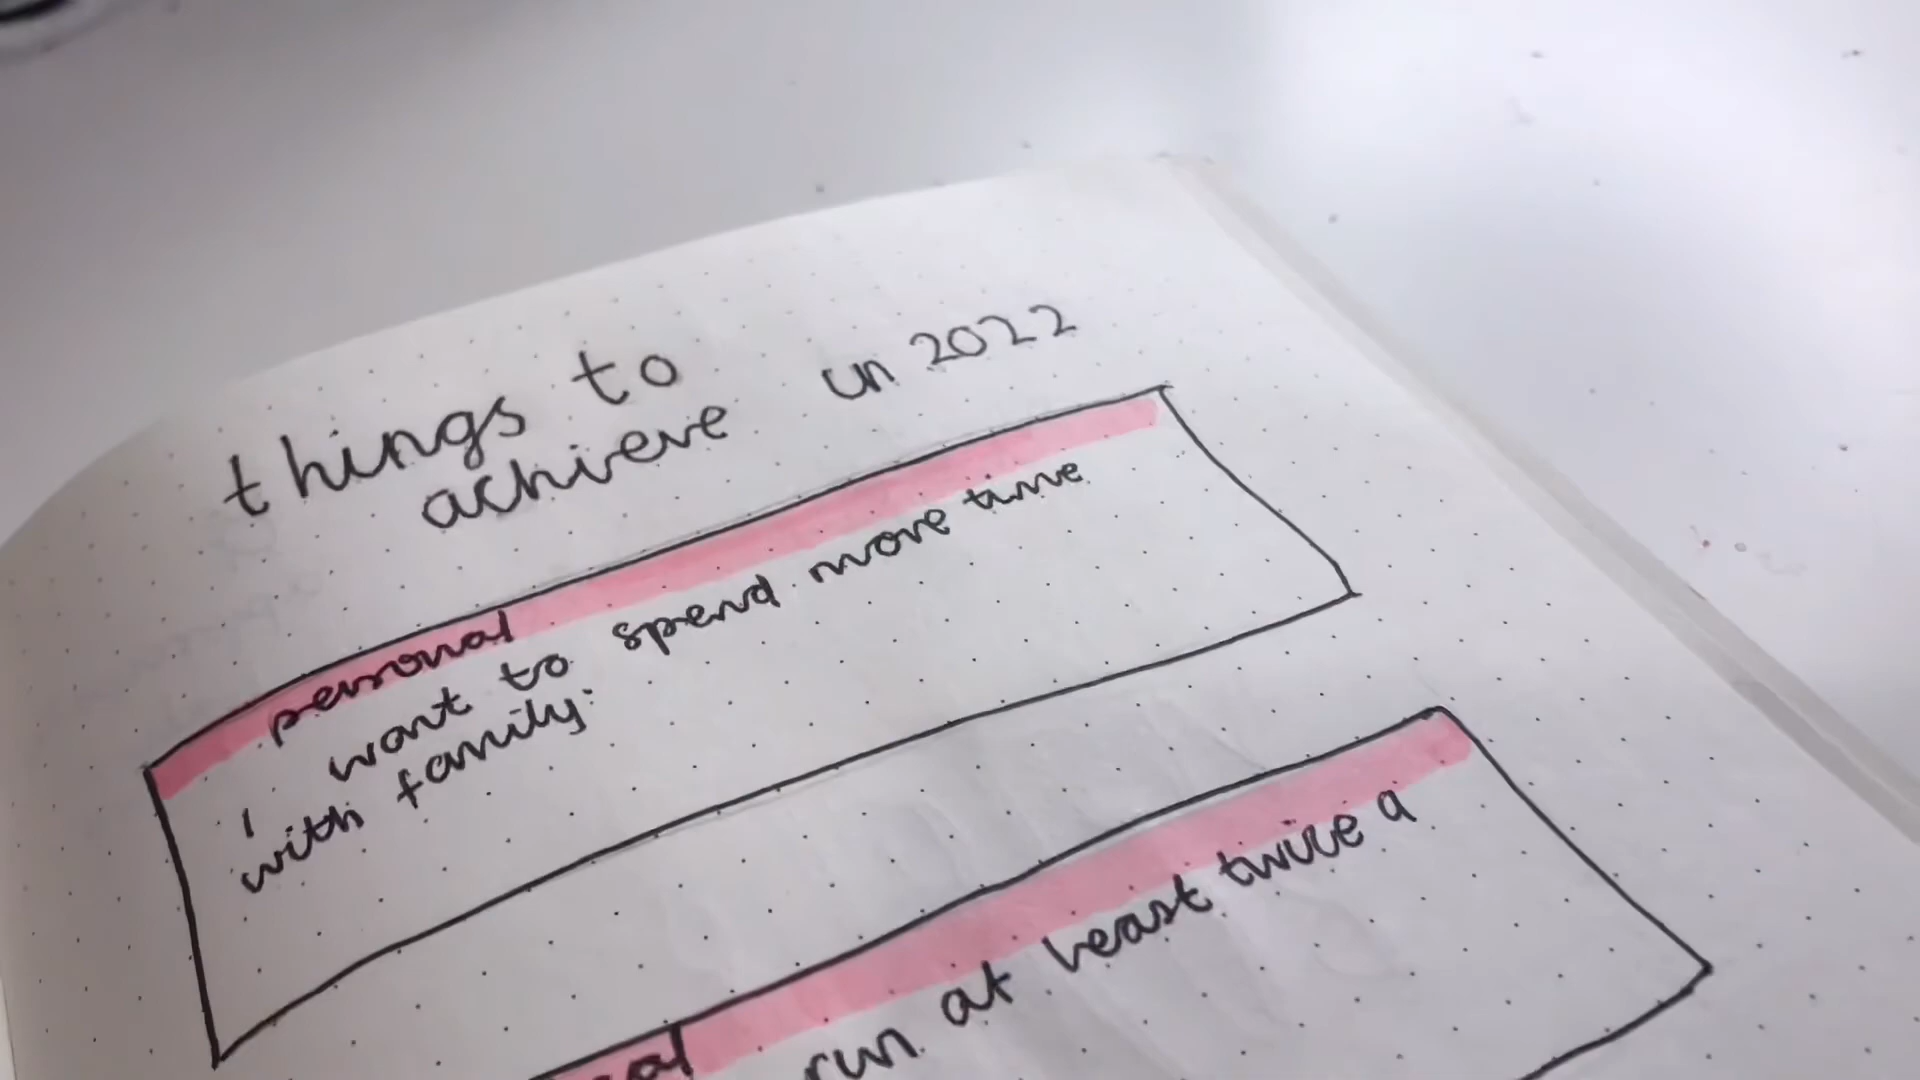 things to
achieve in 2022
personal
I want to spend more time
with family.
run at least twice a